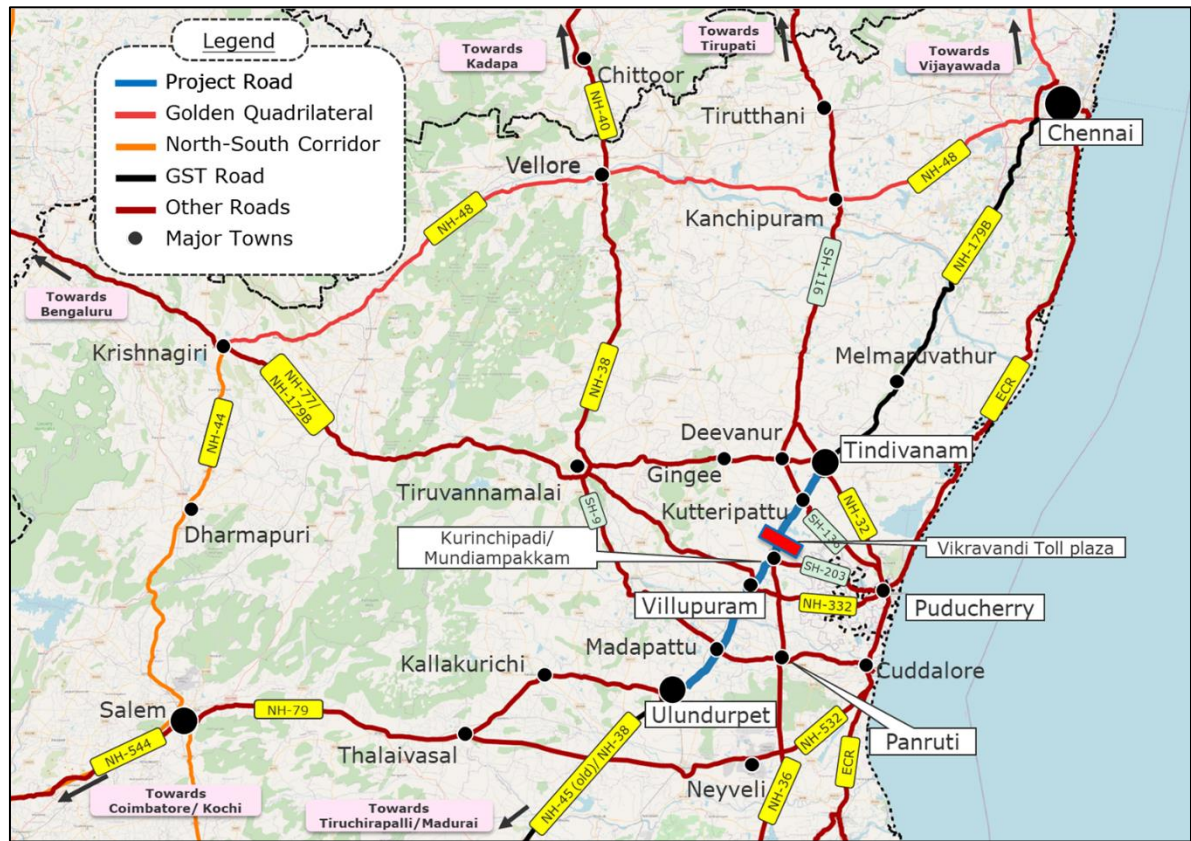 Legend
Project Road
Golden Quadrilateral
North-South Corridor
GST Road
Other Roads
Major Towns
Towards
Kadapa
Towards
Tirupati
Towards
Vijayawada
Chittoor
NH-40
Tirutthani
Chennai
Vellore
NH-48
NH-48
Kanchipuram
NH-48
NH-179B
Towards
Bengaluru
SH-116
Krishnagiri
NH-77/
NH-179B
NH-38
Melmaruvathur
ECR
NH-44
Deevanur
Tindivanam
Gingee
Tiruvannamalai
Kutteripattu
NH-32
SH-9
SH-136
Dharmapuri
Kurinchipadi/
Mundiampakkam
Vikravandi Toll plaza
SH-203
Villupuram
NH-332
Puducherry
Madapattu
Kallakurichi
Cuddalore
Salem
NH-79
Ulundurpet
Panruti
NH-544
Thalaivasal
NH-532
Neyveli
ECR
NH-36
NH-45 (old)/ NH-38
Towards
Coimbatore/ Kochi
Towards
Tiruchirapalli/Madurai